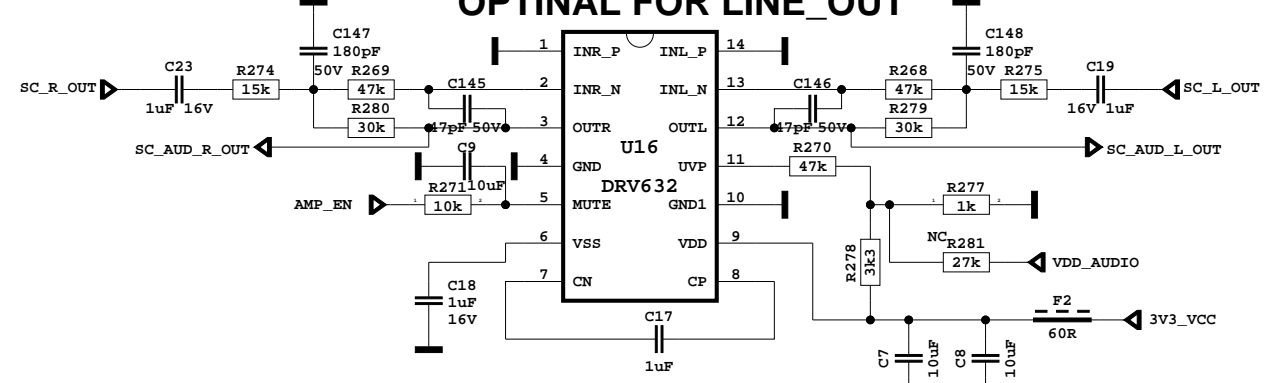 OPTINAL FOR LINE_OUT
C147
180pF
50V
C148
180pF
50V
C23
1uF 16V
R274
15k
R269
47k
R280
30k
C145
47pF 50V
SC_R_OUT
SC_AUD_R_OUT
C9
10uF
R271
1 10k 2
AMP_EN
C18
1uF
16V
C17
1uF
1 INR_P
2 INR_N
3 OUTR
4 GND
5 MUTE
6 VSS
7 CN
U16
DRV632
INL_P 14
INL_N 13
OUTL 12
UVP 11
GND1 10
VDD 9
CP 8
C146
47pF 50V
R268
47k
R279
30k
R275
15k
C19
16V 1uF
SC_L_OUT
SC_AUD_L_OUT
R270
47k
R277
1 1k 2
R278
3k3
NC
R281
27k
VDD_AUDIO
F2
60R
3V3_VCC
C7
10uF
C8
10uF